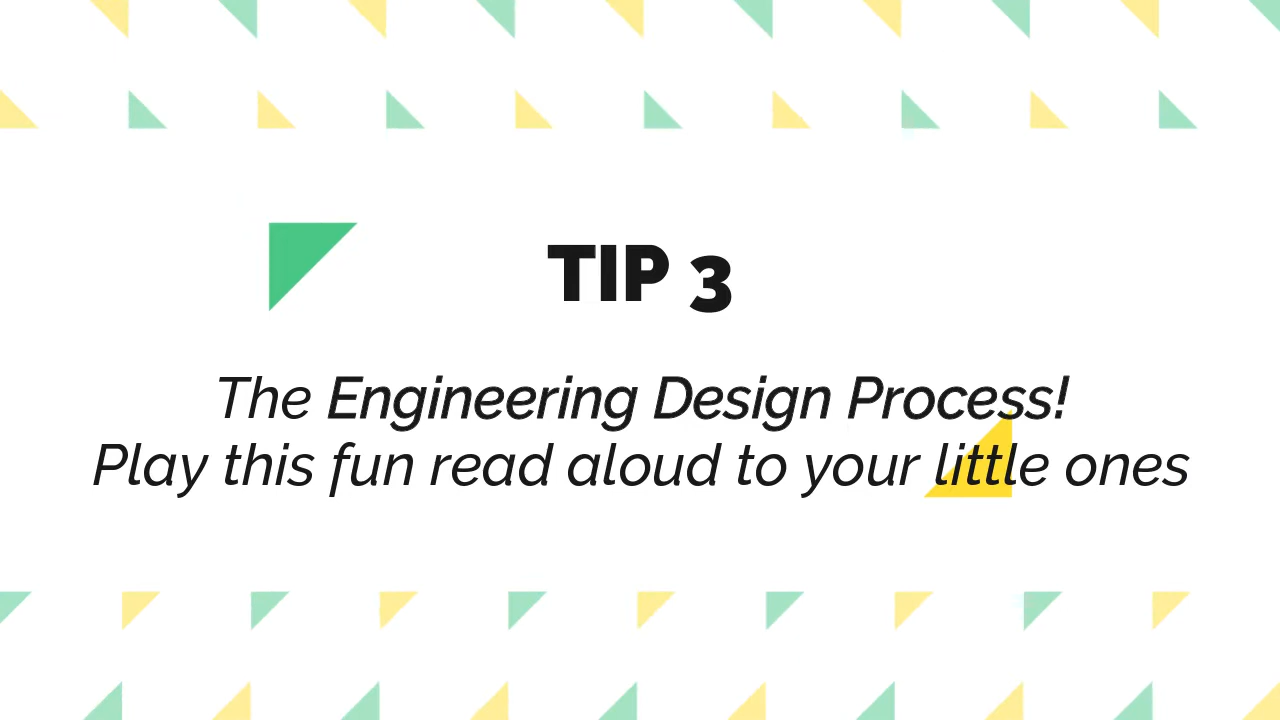 TIP 3
The Engineering Design Process!
Play this fun read aloud to your little ones